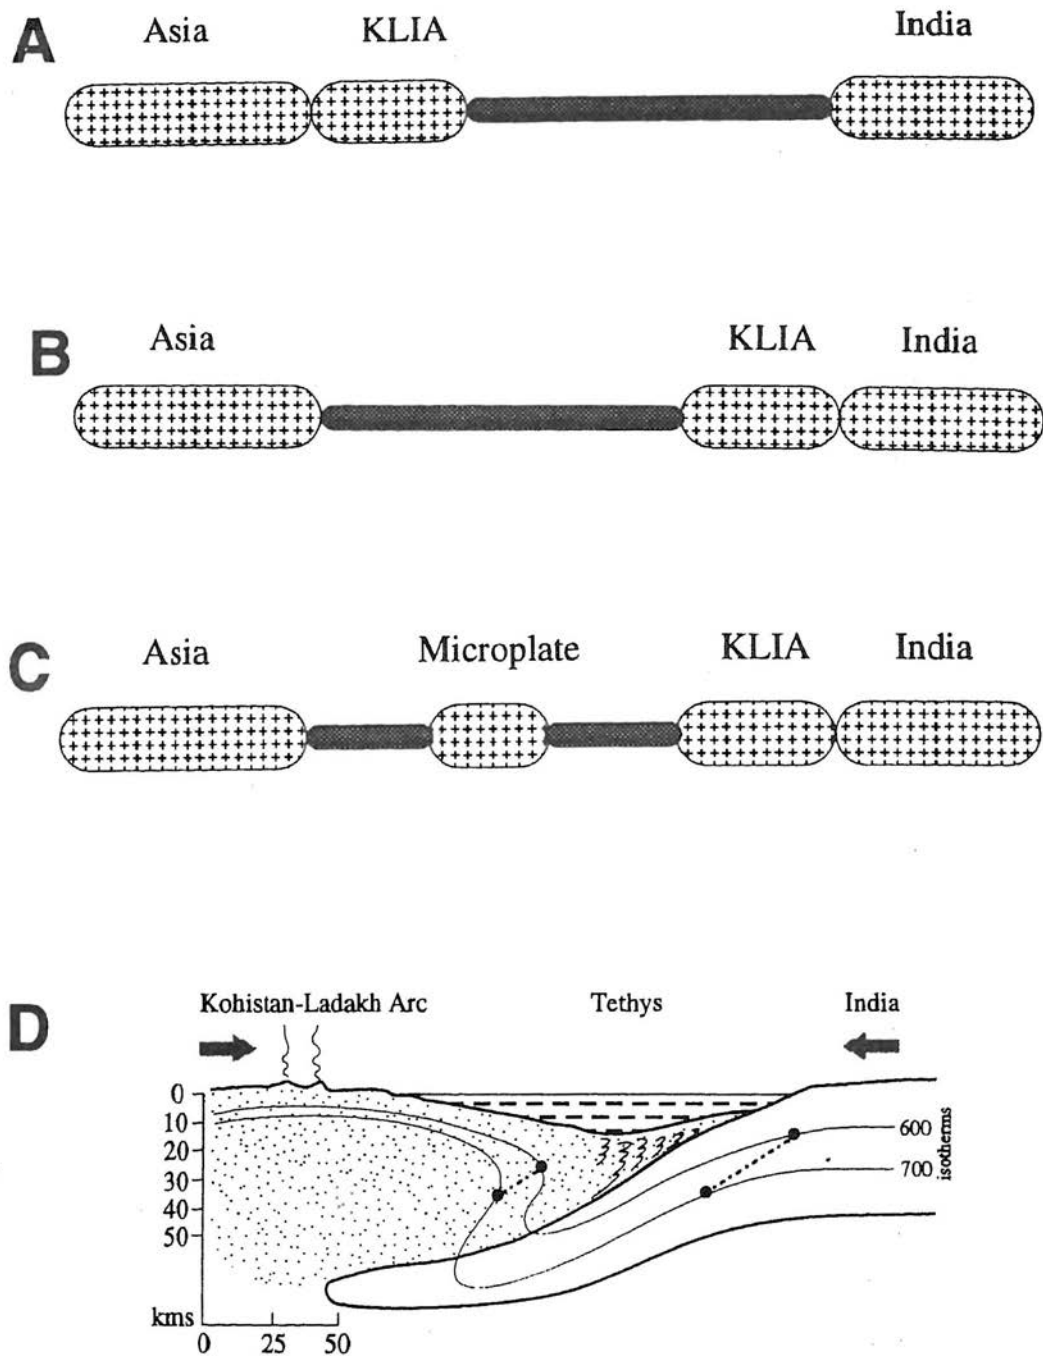 A
Asia KLIA India
B
Asia KLIA India
C
Asia Microplate KLIA India
D
Kohistan-Ladakh Arc Tethys India
0
10
20
30
40
50
kms
0 25 50
600
700
isotherms